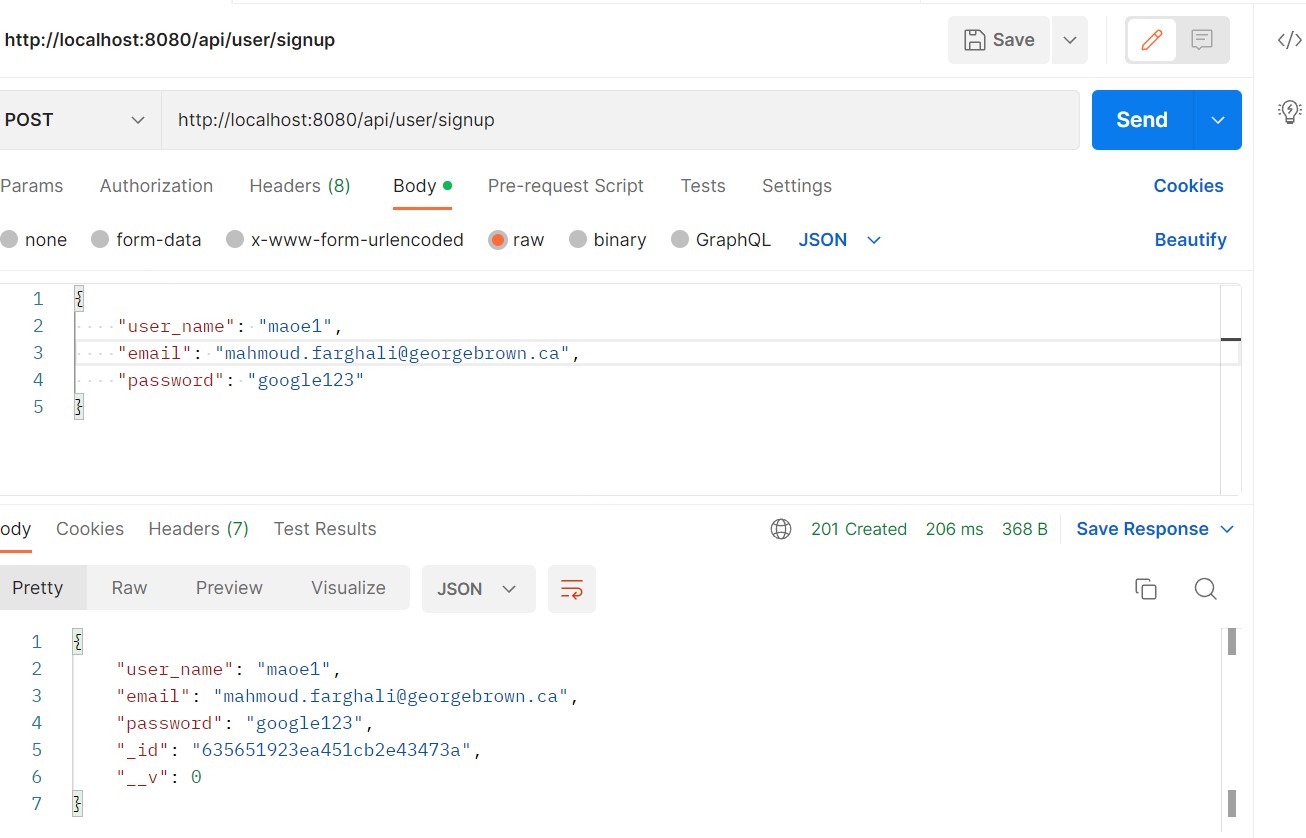 http://localhost:8080/api/user/signup
Save
POST http://localhost:8080/api/user/signup Send
Params Authorization Headers (8) Body Pre-request Script Tests Settings Cookies
none form-data x-www-form-urlencoded raw binary GraphQL JSON Beautify
1 {
2 "user_name": "maoe1",
3 "email": "mahmoud.farghali@georgebrown.ca",
4 "password": "google123"
5 }
ody Cookies Headers (7) Test Results 201 Created 206 ms 368 B Save Response
Pretty Raw Preview Visualize JSON
1 {
2 "user_name": "maoe1",
3 "email": "mahmoud.farghali@georgebrown.ca",
4 "password": "google123",
5 "_id": "635651923ea451cb2e43473a",
6 "__v": 0
7 }